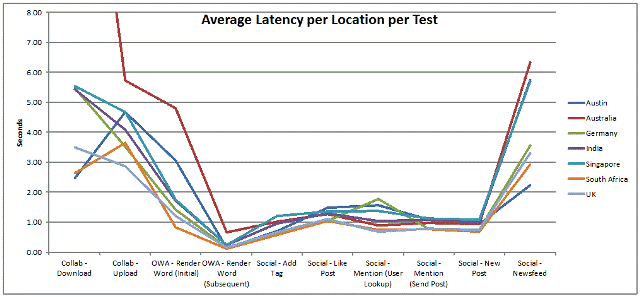 Average Latency per Location per Test
8.00
7.00
6.00
5.00
4.00
3.00
2.00
1.00
0.00
Seconds
Collab -
Download
Collab -
Upload
OWA - Render
Word (Initial)
OWA - Render
Word
(Subsequent)
Social - Add
Tag
Social - Like
Post
Social -
Mention (User
Lookup)
Social -
Mention
(Send Post)
Social - New
Post
Social -
Newsfeed
Austin
Australia
Germany
India
Singapore
South Africa
UK